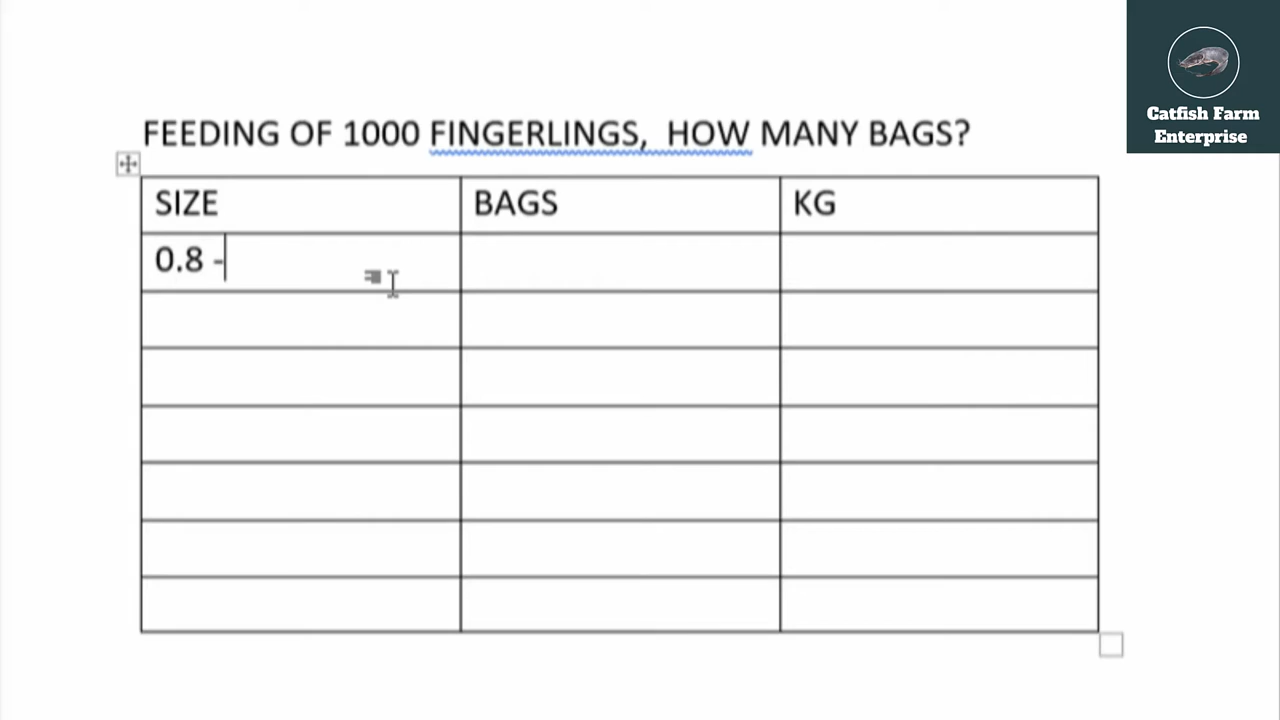 Catfish Farm
Enterprise
FEEDING OF 1000 FINGERLINGS, HOW MANY BAGS?
SIZE BAGS KG
0.8 -